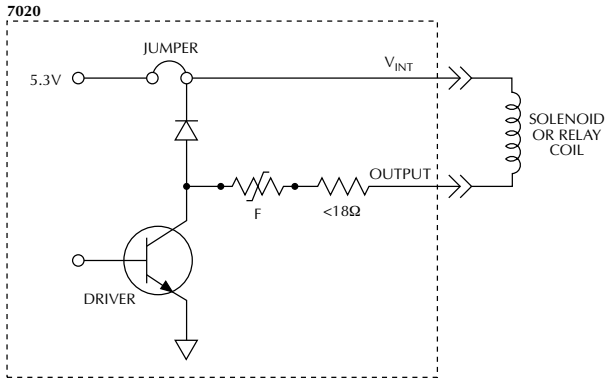 7020
JUMPER
5.3V
VINT
SOLENOID
OR RELAY
COIL
OUTPUT
F
<18Ω
DRIVER